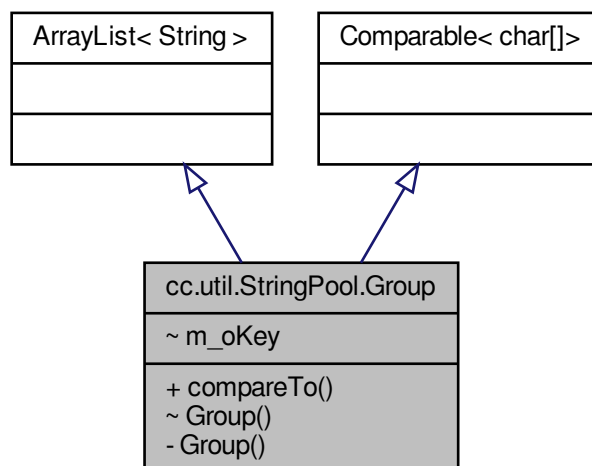 ArrayList< String >
Comparable< char[]>
cc.util.StringPool.Group
~ m_oKey
+ compareTo()
~ Group()
- Group()